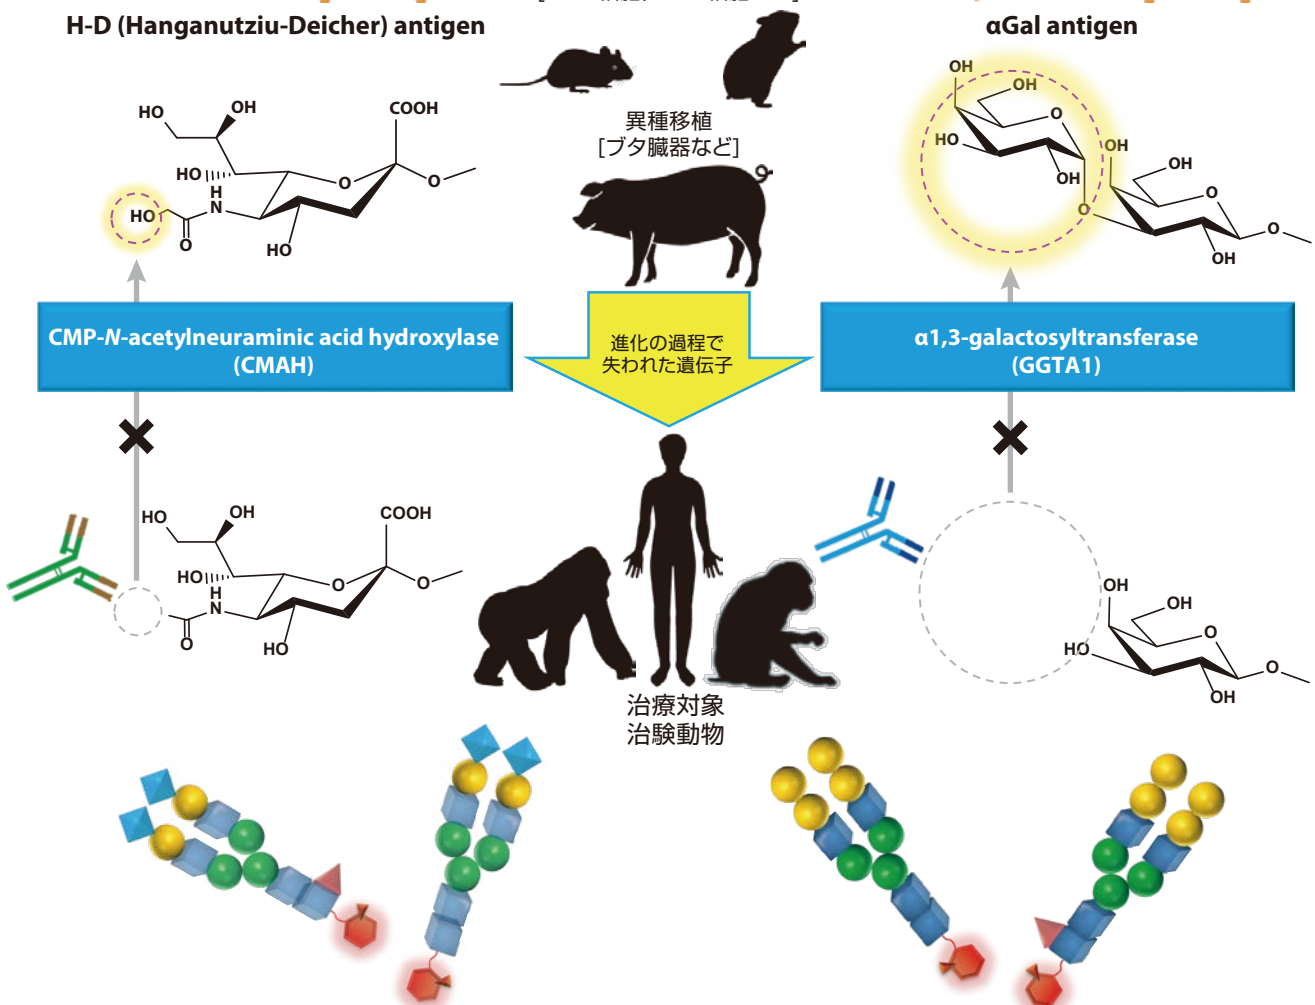 H-D (Hanganutziu-Deicher) antigen
αGal antigen
HO
OH
COOH
HO
O
O
H
N
HO
O
HO
異種移植
[ブタ臓器など]
OH
OH
O
HO
OH
OH
OH
O
O
O
OH
CMP-N-acetylneuraminic acid hydroxylase
(CMAH)
進化の過程で
失われた遺伝子
α1,3-galactosyltransferase
(GGTA1)
HO
OH
COOH
HO
O
O
H
N
O
HO
OH
OH
O
HO
O
OH
治療対象
治験動物